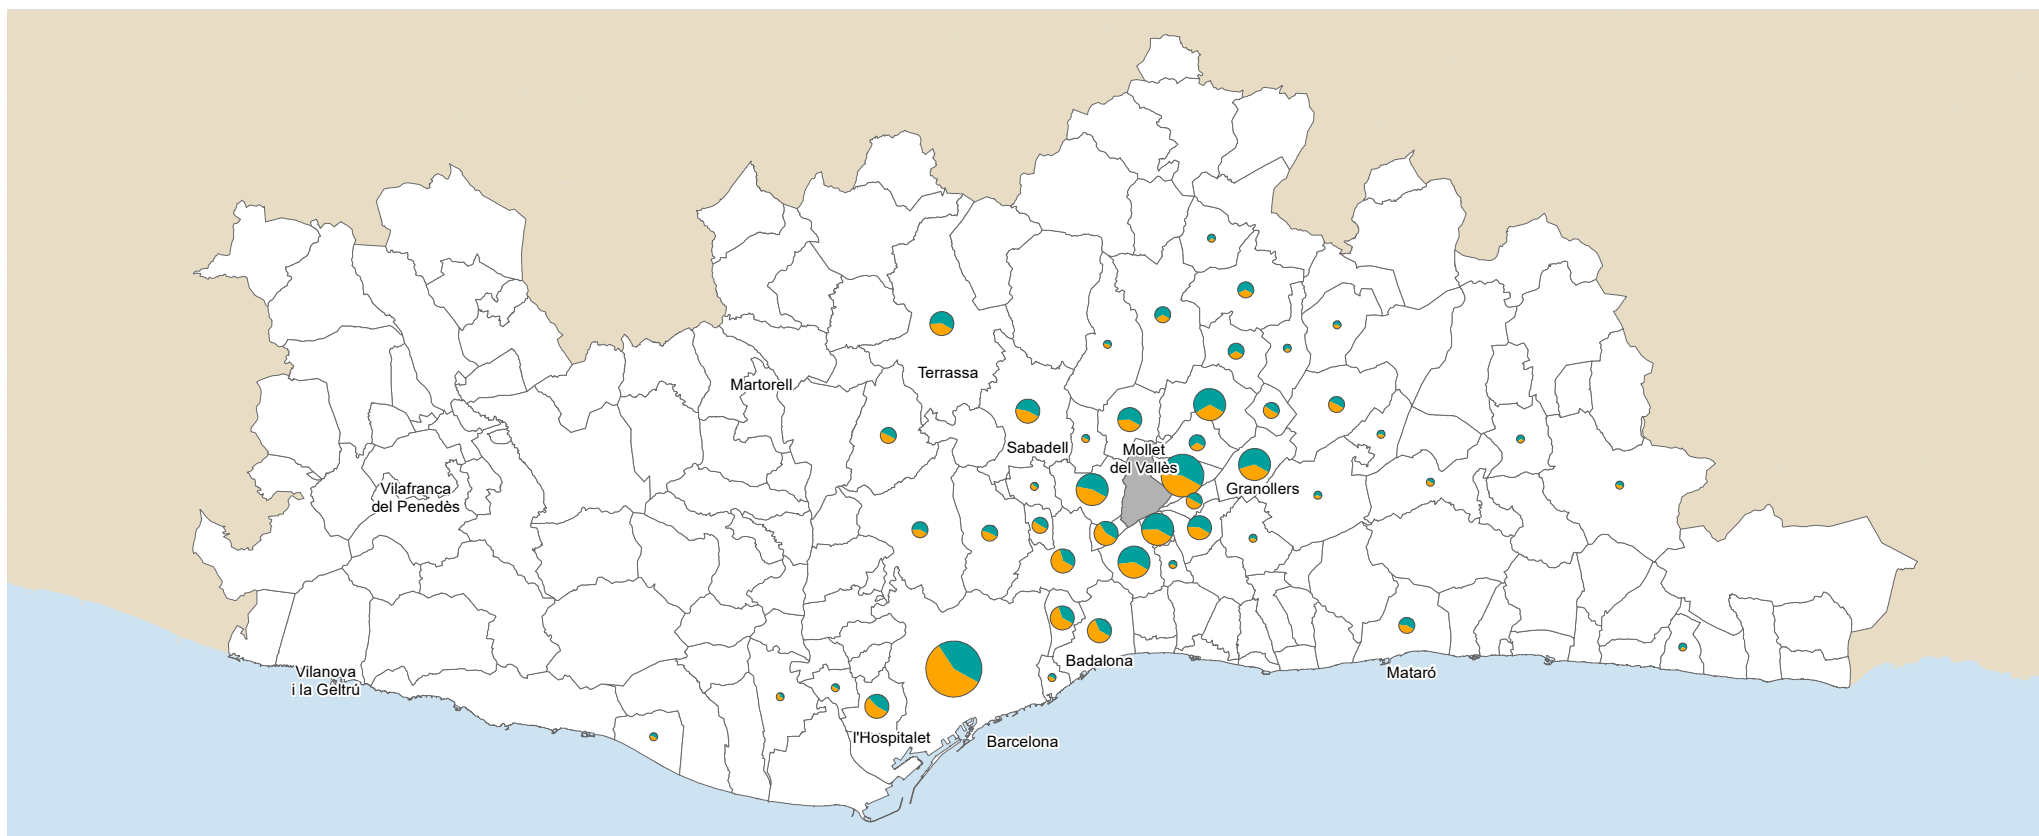 Terrassa
Martorell
Sabadell
Mollet
del Vallès
Granollers
Vilafranca
del Penedès
Badalona
Vilanova
i la Geltrú
Mataró
l'Hospitalet
Barcelona